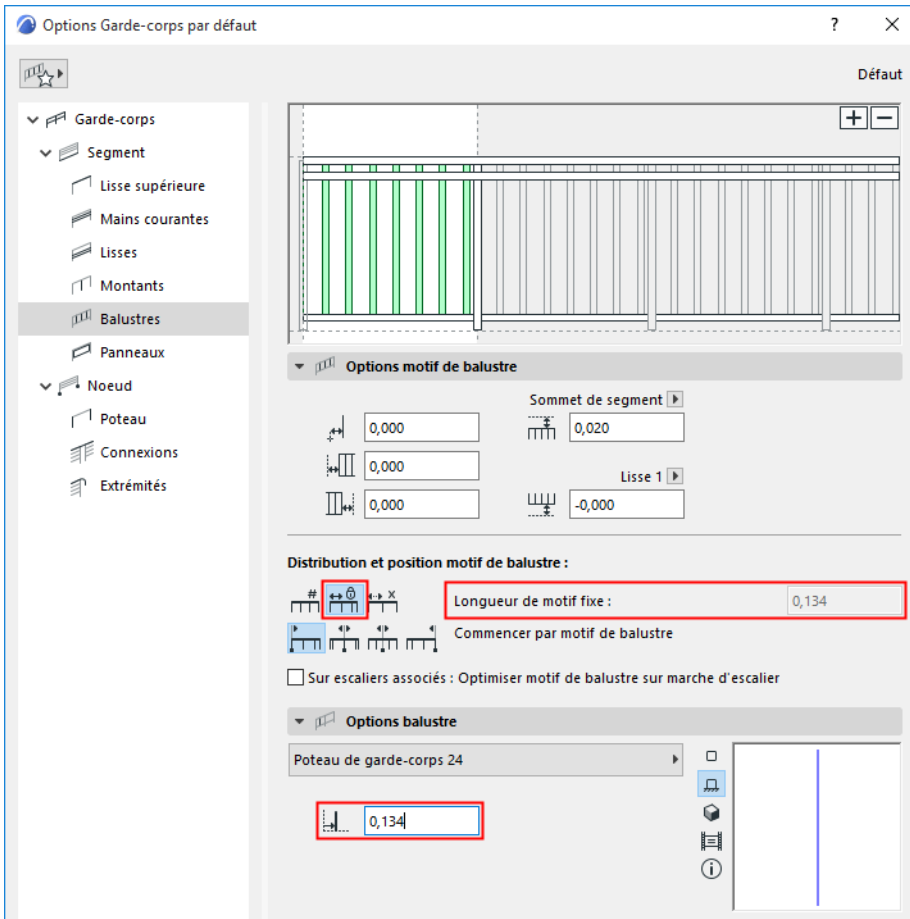 Options Garde-corps par défaut
?
Défaut
Garde-corps
Segment
Lisse supérieure
Mains courantes
Lisses
Montants
Balustres
Panneaux
Noeud
Poteau
Connexions
Extrémités
Options motif de balustre
Sommet de segment
0,000
0,020
0,000
Lisse 1
0,000
-0,000
Distribution et position motif de balustre :
# x
Longueur de motif fixe : 0,134
Commencer par motif de balustre
Sur escaliers associés : Optimiser motif de balustre sur marche d'escalier
Options balustre
Poteau de garde-corps 24
0,134